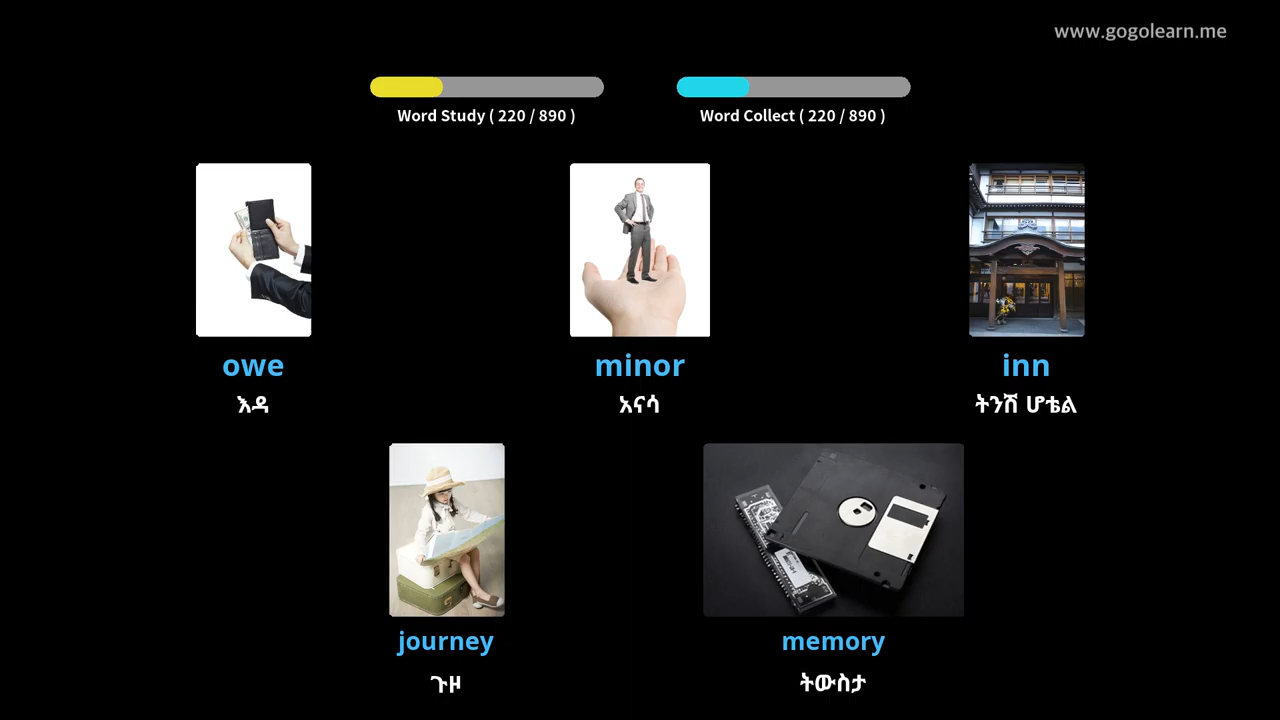 www.gogolearn.me
Word Study ( 220 / 890 )
Word Collect ( 220 / 890 )
owe
minor
inn
እዳ
አናሳ
ትንሽ ሆቴል
journey
memory
ጉዞ
ትውስታ